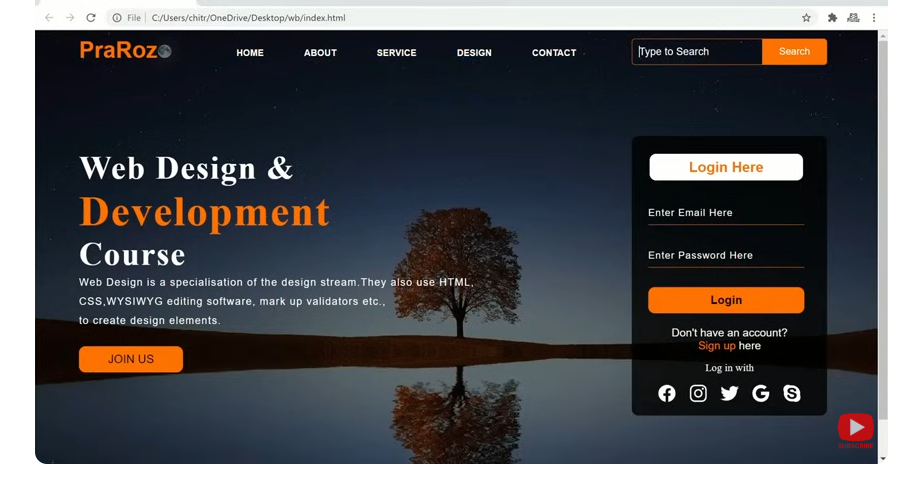 File C:/Users/chitr/OneDrive/Desktop/wb/index.html
PraRoz
HOME ABOUT SERVICE DESIGN CONTACT
Type to Search Search
Web Design &
Development
Course
Web Design is a specialisation of the design stream.They also use HTML,
CSS,WYSIWYG editing software, mark up validators etc.,
to create design elements.
JOIN US
Login Here
Enter Email Here
Enter Password Here
Login
Don't have an account?
Sign up here
Log in with
SUBSCRIBE